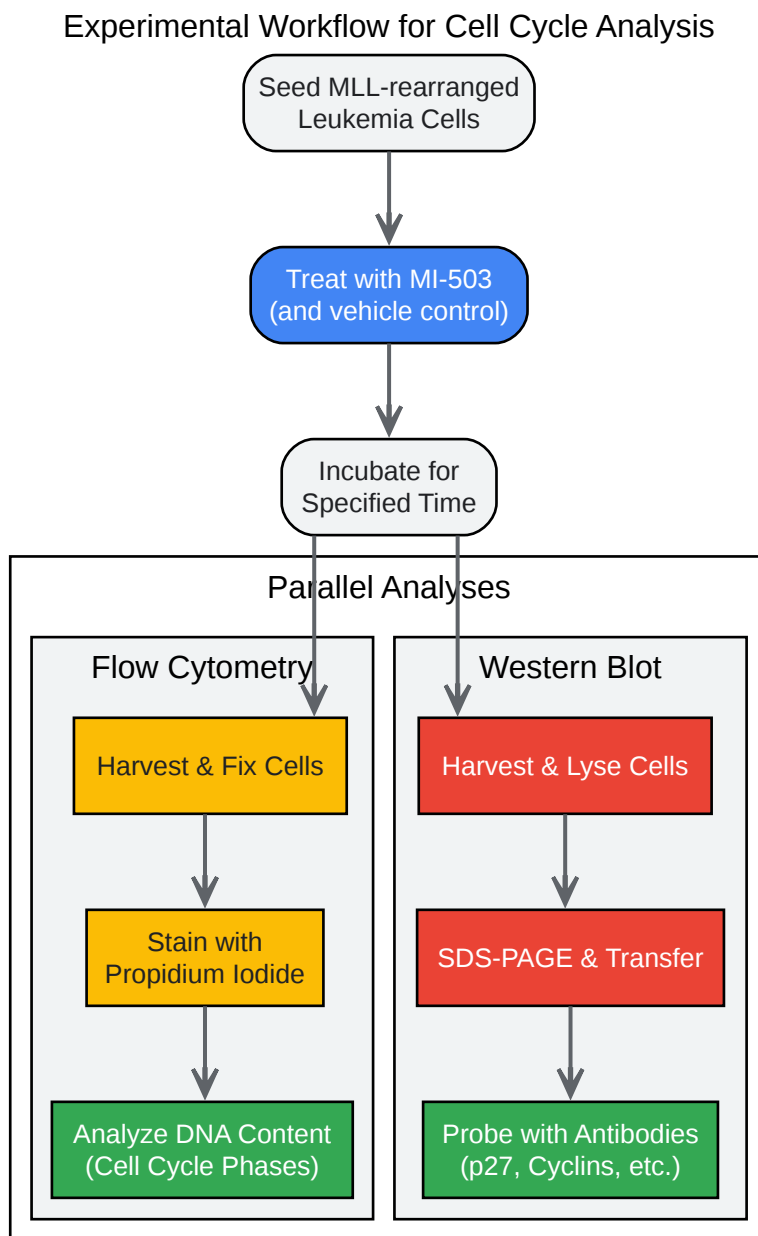 Experimental Workflow for Cell Cycle Analysis
Seed MLL-rearranged
Leukemia Cells
Treat with MI-503
(and vehicle control)
Incubate for
Specified Time
Parallel Analyses
Flow Cytometry
Harvest & Fix Cells
Stain with
Propidium Iodide
Analyze DNA Content
(Cell Cycle Phases)
Western Blot
Harvest & Lyse Cells
SDS-PAGE & Transfer
Probe with Antibodies
(p27, Cyclins, etc.)